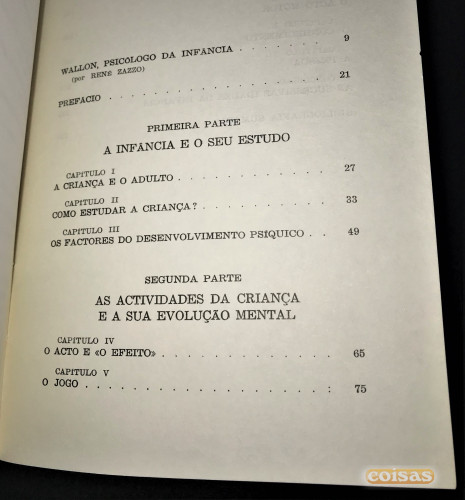 WALLON, PSICOLOGO DA INFANCIA . . . . . . . 9
(por RENÉ ZAZZO)
PREFACIO . . . . . . . . . . . . . . . . 21
PRIMEIRA PARTE
A INFANCIA E O SEU ESTUDO
CAPITULO I
A CRIANÇA E O ADULTO . . . . . . . . . . . 27
CAPITULO II
COMO ESTUDAR A CRIANÇA? . . . . . . . . . 33
CAPITULO III
OS FACTORES DO DESENVOLVIMENTO PSÍQUICO . . 49
SEGUNDA PARTE
AS ACTIVIDADES DA CRIANÇA
E A SUA EVOLUÇÃO MENTAL
CAPITULO IV
O ACTO E «O EFEITO» . . . . . . . . . . . 65
CAPITULO V
O JOGO . . . . . . . . . . . . . . . . : 75
coisas